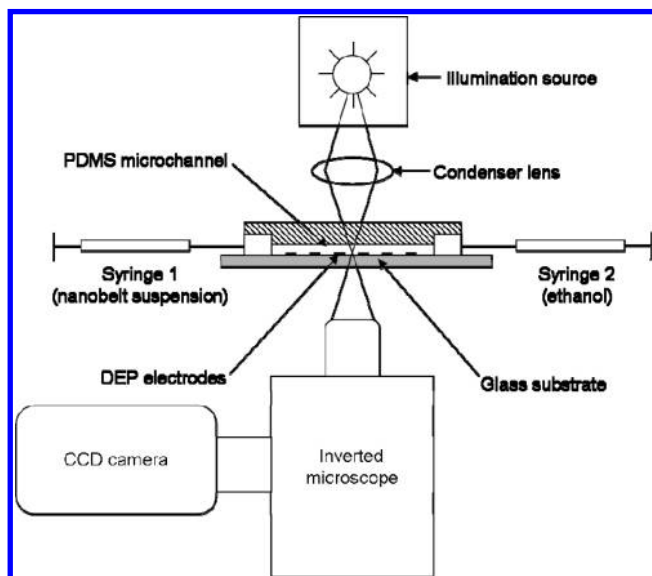 Illumination source
PDMS microchannel
Condenser lens
Syringe 1
(nanobelt suspension)
Syringe 2
(ethanol)
DEP electrodes
Glass substrate
CCD camera
Inverted
microscope